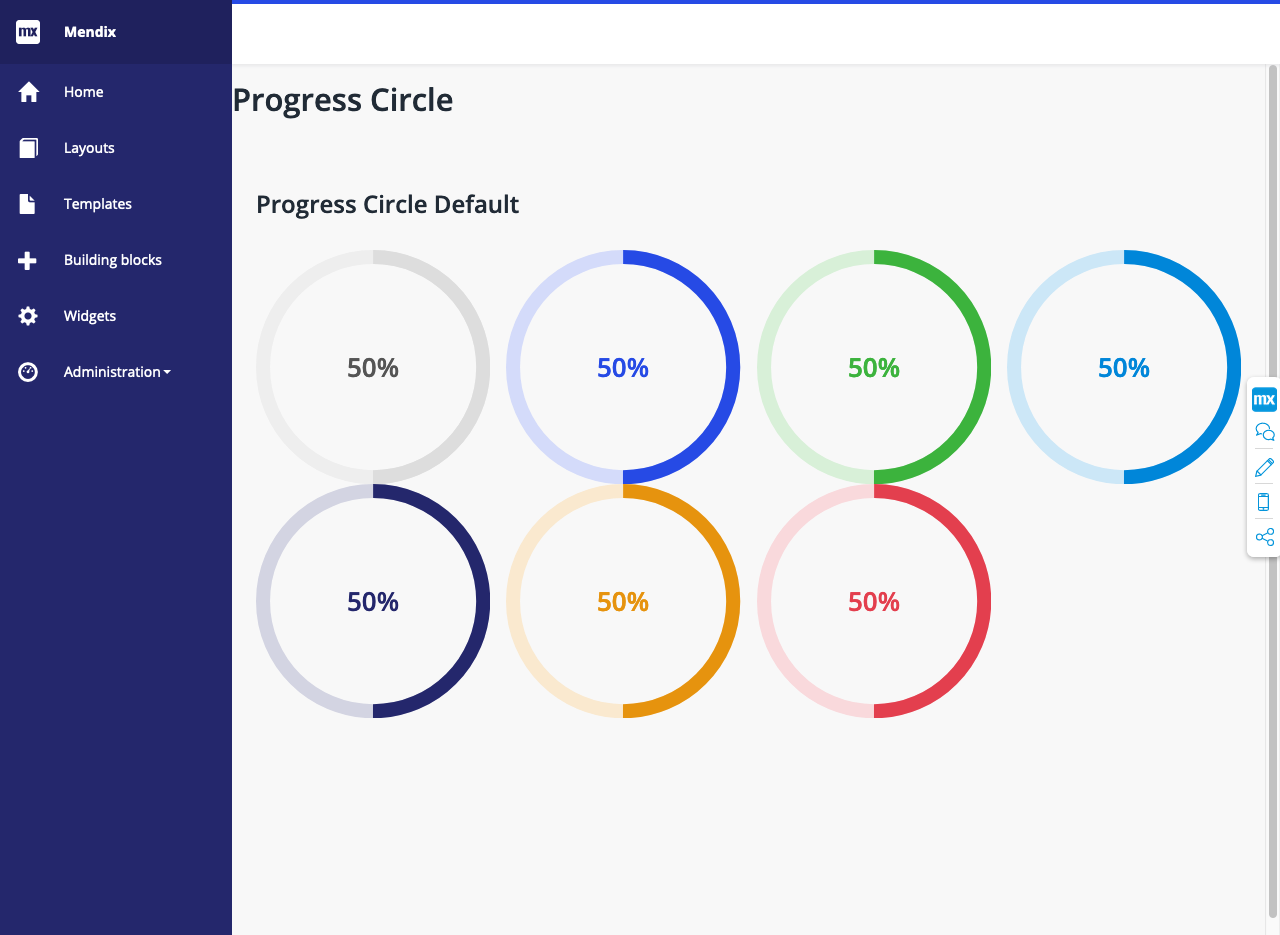 mx Mendix
Home
Layouts
Templates
Building blocks
Widgets
Administration
Progress Circle
Progress Circle Default
50% 50% 50% 50%
50% 50% 50%
mx